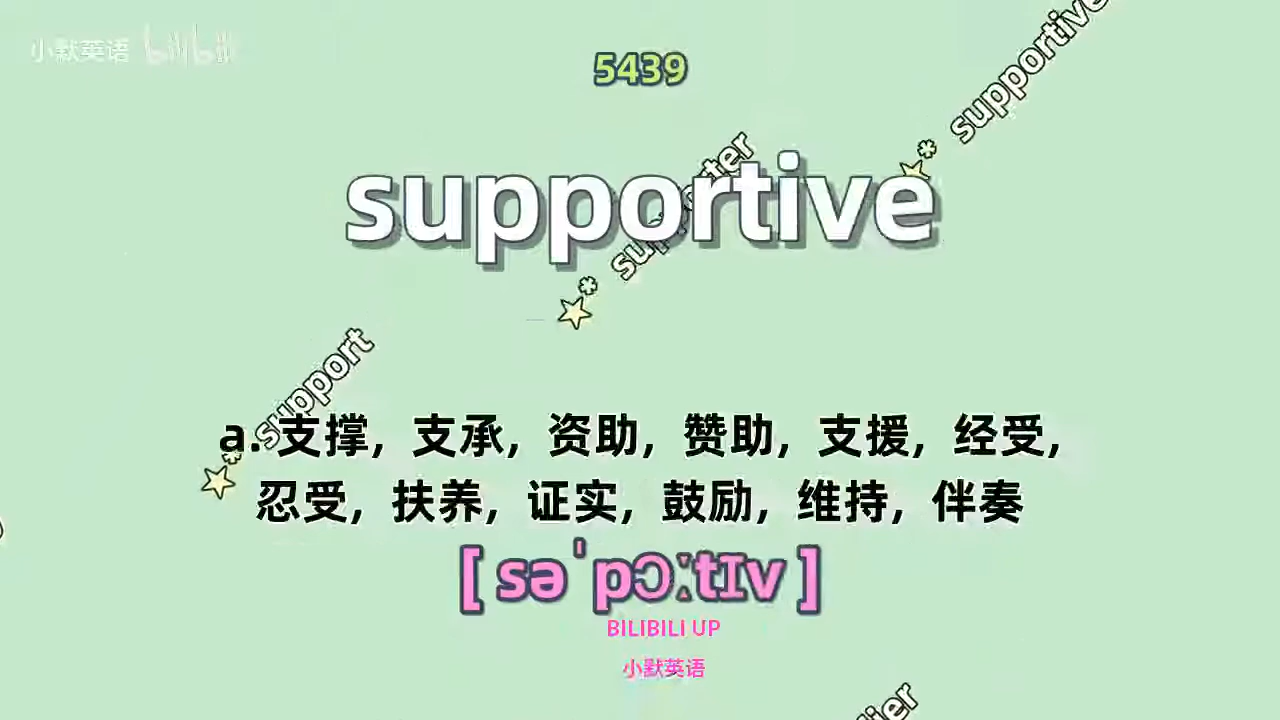 小默英语 bilibili
5439
supportive
supportive
supporter
support
a. 支撑, 支承, 资助, 赞助, 支援, 经受,
忍受, 扶养, 证实, 鼓励, 维持, 伴奏
[ səˈpɔːtɪv ]
BILIBILI UP
小默英语